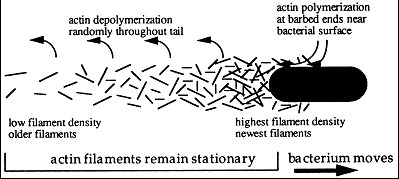 actin depolymerization
randomly throughout tail
actin polymerization
at barbed ends near
bacterial surface
low filament density
older filaments
highest filament density
newest filaments
actin filaments remain stationary
bacterium moves